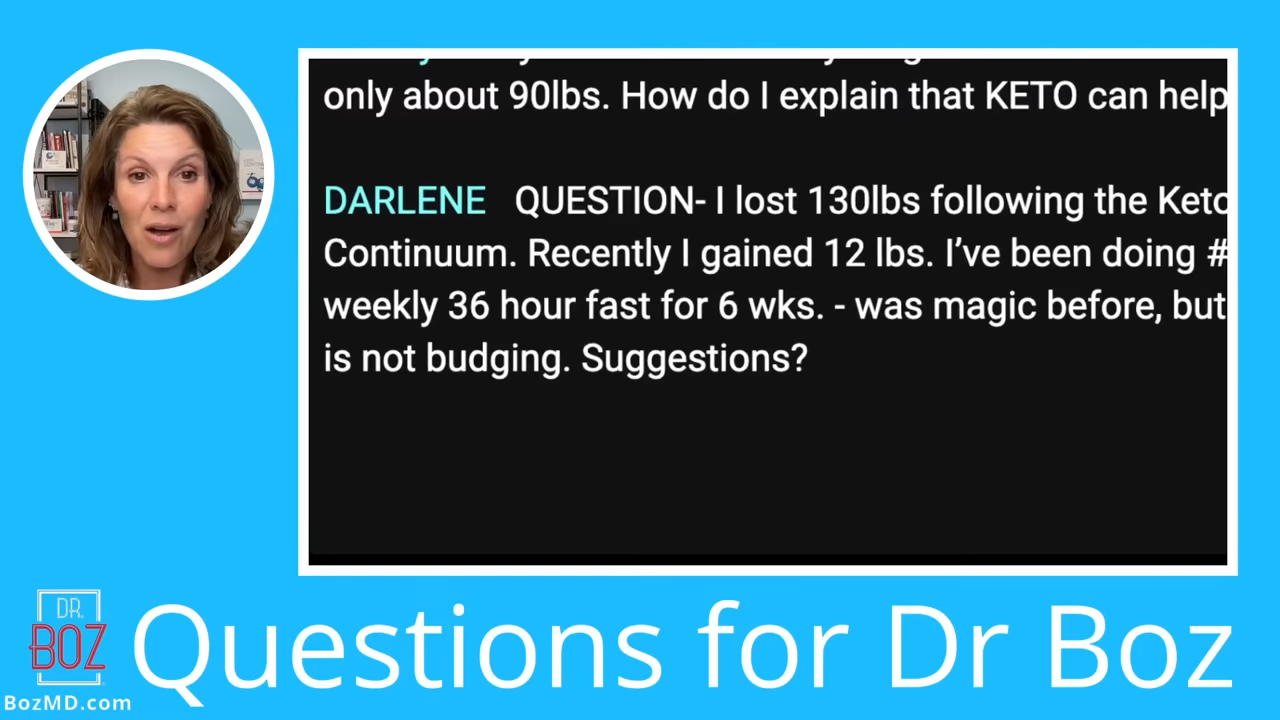 only about 90lbs. How do I explain that KETO can help
DARLENE QUESTION- I lost 130lbs following the Keto
Continuum. Recently I gained 12 lbs. I’ve been doing #
weekly 36 hour fast for 6 wks. - was magic before, but
is not budging. Suggestions?
DR.
BOZ
Questions for Dr Boz
BozMD.com